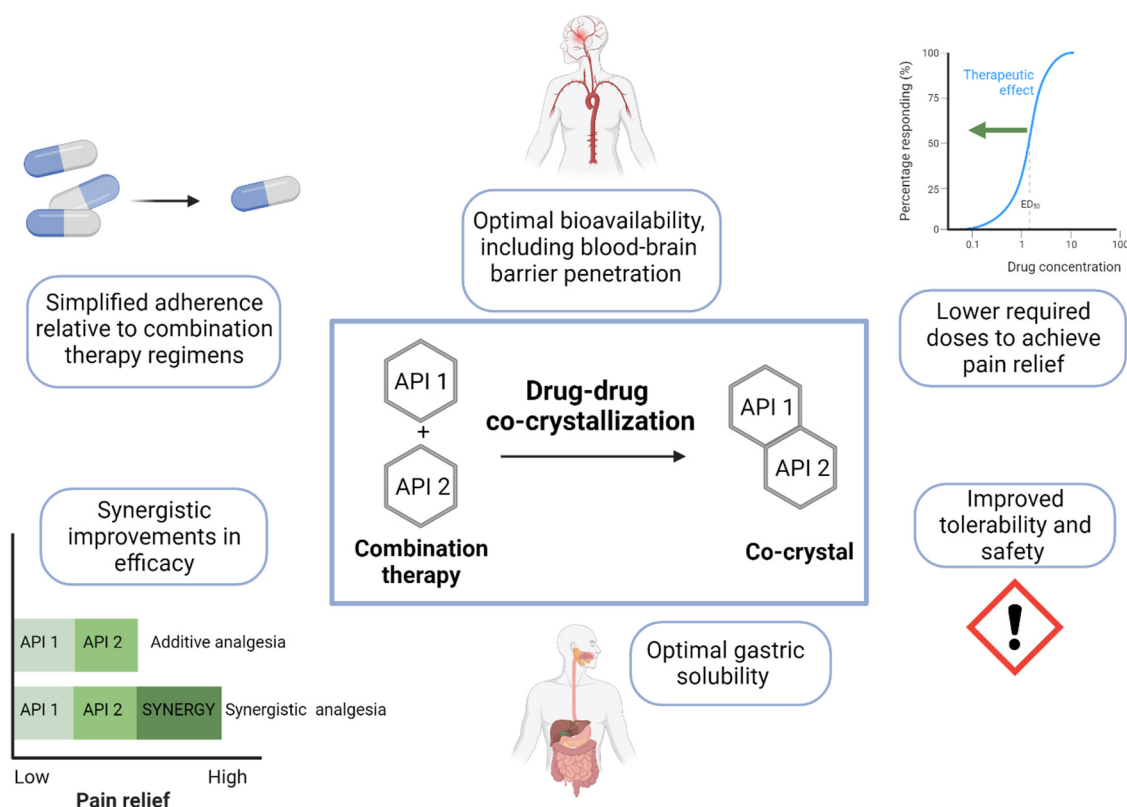 Optimal bioavailability,
including blood-brain
barrier penetration
Percentage responding (%)
100
75
50
25
0
Therapeutic
effect
ED50
0.1
1
10
100
Drug concentration
Simplified adherence
relative to combination
therapy regimens
Lower required
doses to achieve
pain relief
API 1
+
API 2
Combination
therapy
Drug-drug
co-crystallization
API 1
API 2
Co-crystal
Synergistic
improvements in
efficacy
API 1 API 2 Additive analgesia
API 1 API 2 SYNERGY Synergistic analgesia
Low High
Pain relief
Optimal gastric
solubility
Improved
tolerability and
safety
!